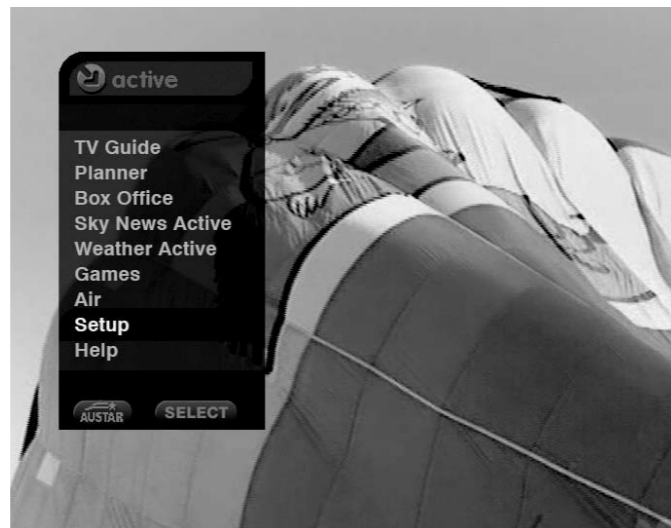 active
TV Guide
Planner
Box Office
Sky News Active
Weather Active
Games
Air
Setup
Help
AUSTAR
SELECT